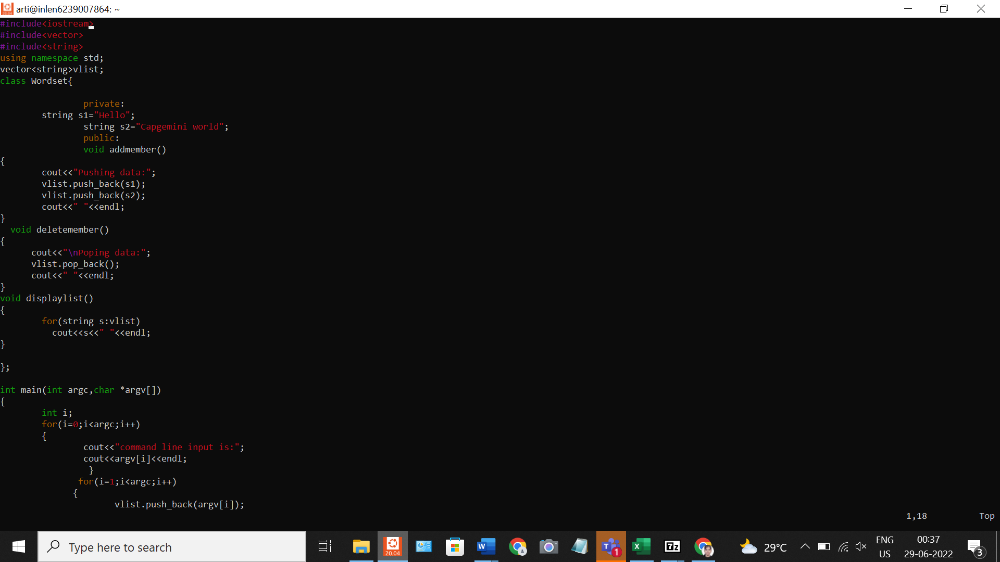 arti@inlen6239007864: ~
#include<iostream>
#include<vector>
#include<string>
using namespace std;
vector<string>vlist;
class Wordset{
private:
string s1="Hello";
string s2="Capgemini world";
public:
void addmember()
{
cout<<"Pushing data:";
vlist.push_back(s1);
vlist.push_back(s2);
cout<<" "<<endl;
}
void deletemember()
{
cout<<"\nPoping data:";
vlist.pop_back();
cout<<" "<<endl;
}
void displaylist()
{
for(string s:vlist)
cout<<s<<" "<<endl;
}
};
int main(int argc,char *argv[])
{
int i;
for(i=0;i<argc;i++)
{
cout<<"command line input is:";
cout<<argv[i]<<endl;
}
for(i=1;i<argc;i++)
{
vlist.push_back(argv[i]);
1,18 Top
Type here to search
20.04
W
T 1
X
7z
29°C
ENG
US
00:37
29-06-2022
3